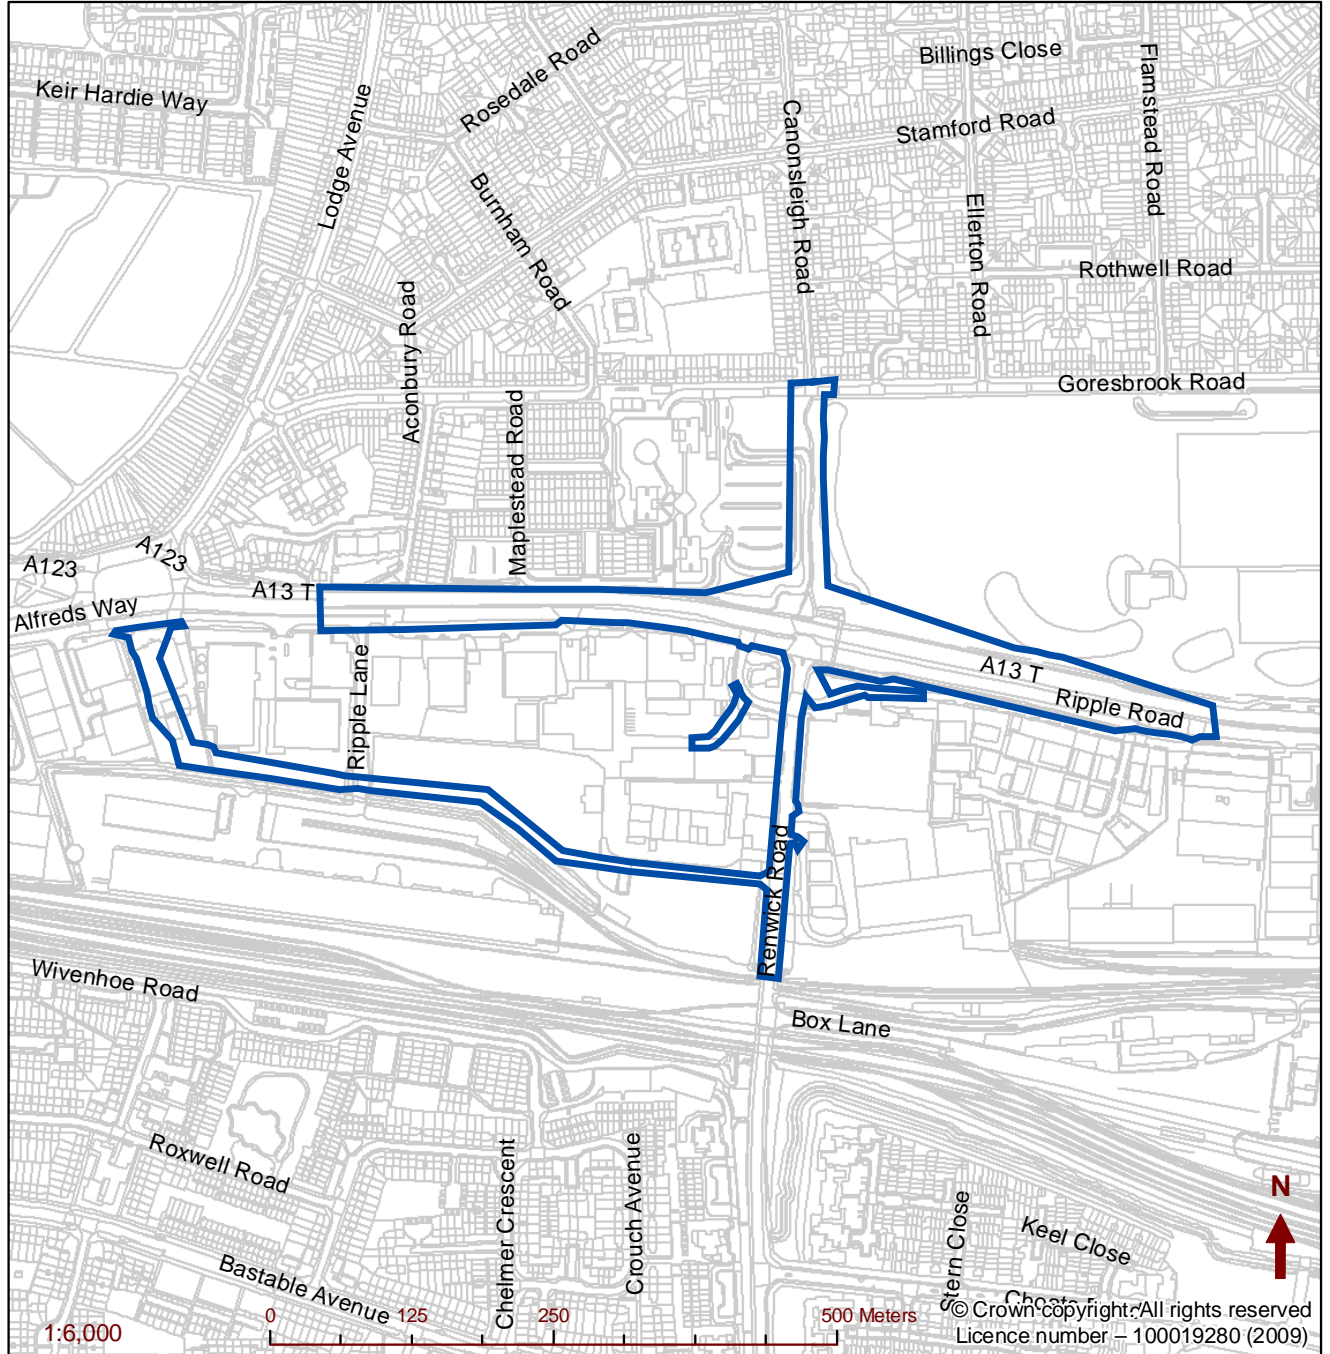 Billings Close
Rosedale Road
Keir Hardie Way
Flamstead Road
Lodge Avenue
Canonsleigh Road
Stamford Road
Burnham Road
Ellerton Road
Rothwell Road
Aconbury Road
Goresbrook Road
Maplestead Road
A123
A123
A13 T
Alfreds Way
A13 T
Ripple Road
Ripple Lane
Renwick Road
Wivenhoe Road
Box Lane
Roxwell Road
Chelmer Crescent
Crouch Avenue
Stern Close
Keel Close
N
Bastable Avenue
0 125 250 500 Meters
1:6,000
© Crown copyright. All rights reserved
Licence number – 100019280 (2009)